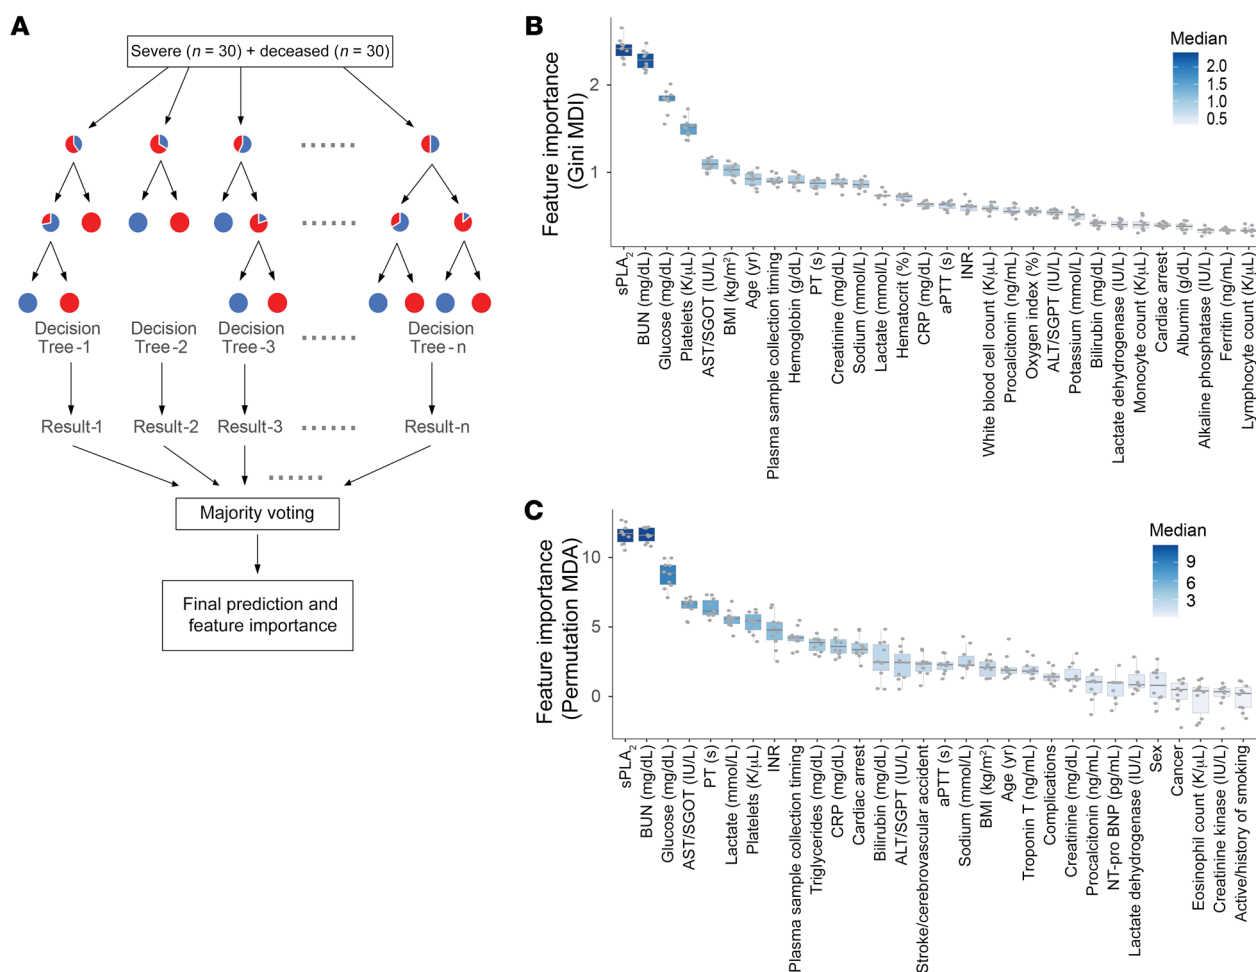 A
Severe (n = 30) + deceased (n = 30)
Decision
Tree-1
Decision
Tree-2
Decision
Tree-3
Decision
Tree-n
Result-1
Result-2
Result-3
Result-n
Majority voting
Final prediction and
feature importance
B
Feature importance
(Gini MDI)
2
1
Median
2.0
1.5
1.0
0.5
sPLA2
BUN (mg/dL)
Glucose (mg/dL)
Platelets (K/µL)
AST/SGOT (IU/L)
BMI (kg/m²)
Age (yr)
Plasma sample collection timing
Hemoglobin (g/dL)
PT (s)
Creatinine (mg/dL)
Sodium (mmol/L)
Lactate (mmol/L)
Hematocrit (%)
CRP (mg/dL)
aPTT (s)
INR
White blood cell count (K/µL)
Procalcitonin (ng/mL)
Oxygen index (%)
ALT/SGPT (IU/L)
Potassium (mmol/L)
Bilirubin (mg/dL)
Lactate dehydrogenase (IU/L)
Monocyte count (K/µL)
Cardiac arrest
Albumin (g/dL)
Alkaline phosphatase (IU/L)
Ferritin (ng/mL)
Lymphocyte count (K/µL)
C
Feature importance
(Permutation MDA)
10
5
0
Median
9
6
3
sPLA2
BUN (mg/dL)
Glucose (mg/dL)
AST/SGOT (IU/L)
PT (s)
Lactate (mmol/L)
Platelets (K/µL)
INR
Plasma sample collection timing
Triglycerides (mg/dL)
CRP (mg/dL)
Cardiac arrest
Bilirubin (mg/dL)
ALT/SGPT (IU/L)
Stroke/cerebrovascular accident
aPTT (s)
Sodium (mmol/L)
BMI (kg/m²)
Age (yr)
Troponin T (ng/mL)
Complications
Creatinine (mg/dL)
Procalcitonin (ng/mL)
NT-pro BNP (pg/mL)
Lactate dehydrogenase (IU/L)
Sex
Cancer
Eosinophil count (K/µL)
Creatinine kinase (IU/L)
Active/history of smoking